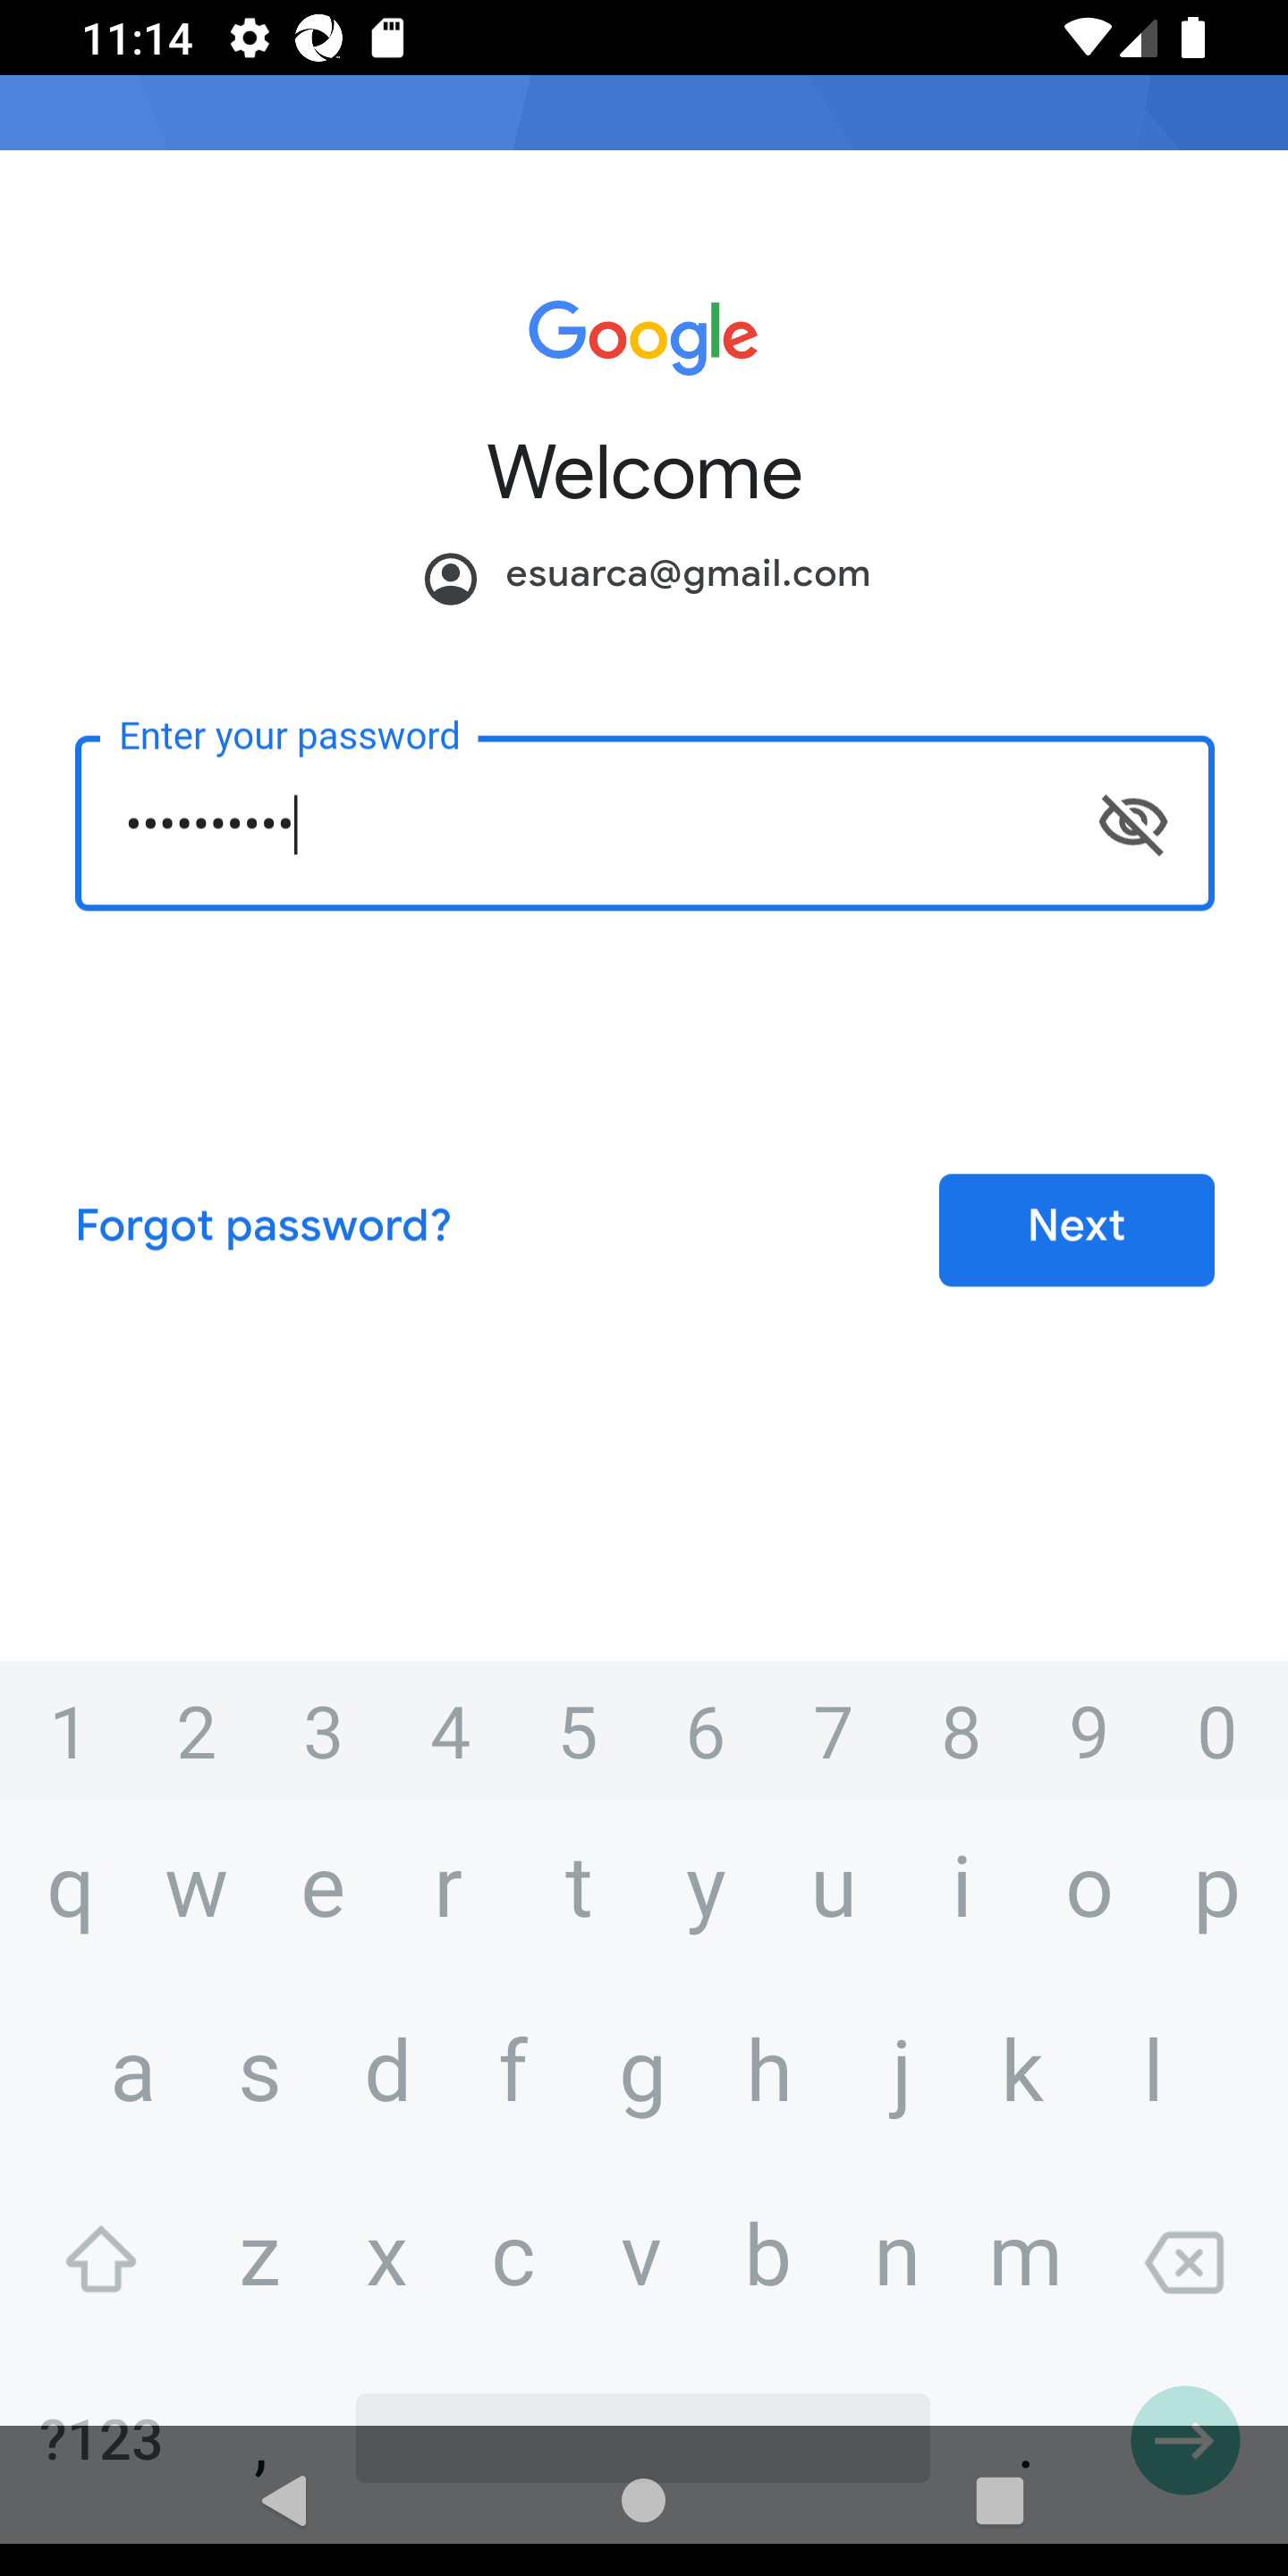 11:14
Google
Welcome
esuarca@gmail.com
Enter your password
••••••••••
Forgot password?
Next
1 2 3 4 5 6 7 8 9 0
q w e r t y u i o p
a s d f g h j k l
z x c v b n m
?123 , .